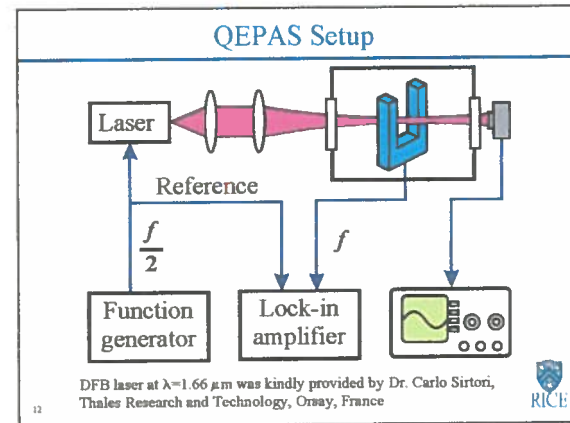 QEPAS Setup
Laser
Reference
f
2
f
Function
generator
Lock-in
amplifier
DFB laser at λ=1.66 μm was kindly provided by Dr. Carlo Sirtori,
Thales Research and Technology, Orsay, France
12
RICE